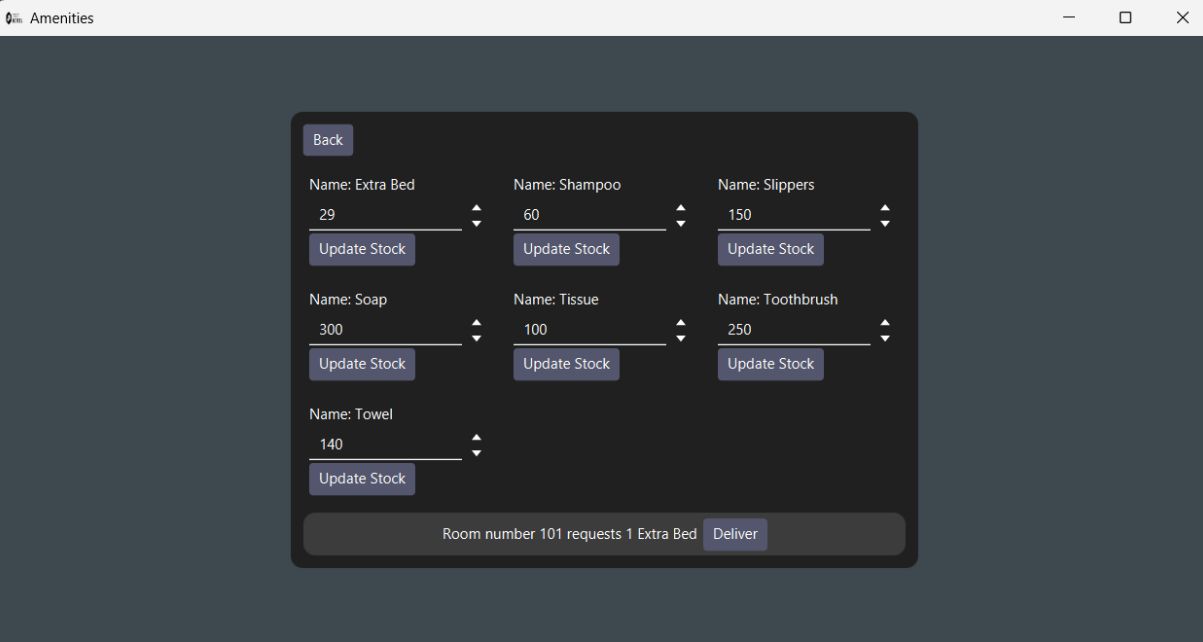 Amenities
Back
Name: Extra Bed
Name: Shampoo
Name: Slippers
29
60
150
Update Stock
Update Stock
Update Stock
Name: Soap
Name: Tissue
Name: Toothbrush
300
100
250
Update Stock
Update Stock
Update Stock
Name: Towel
140
Update Stock
Room number 101 requests 1 Extra Bed
Deliver